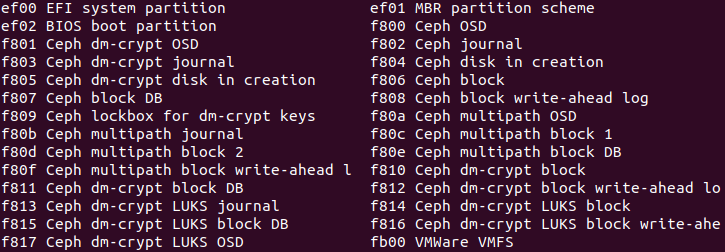 ef00 EFI system partition ef01 MBR partition scheme
ef02 BIOS boot partition f800 Ceph OSD
f801 Ceph dm-crypt OSD f802 Ceph journal
f803 Ceph dm-crypt journal f804 Ceph disk in creation
f805 Ceph dm-crypt disk in creation f806 Ceph block
f807 Ceph block DB f808 Ceph block write-ahead log
f809 Ceph lockbox for dm-crypt keys f80a Ceph multipath OSD
f80b Ceph multipath journal f80c Ceph multipath block 1
f80d Ceph multipath block 2 f80e Ceph multipath block DB
f80f Ceph multipath block write-ahead l f810 Ceph dm-crypt block
f811 Ceph dm-crypt block DB f812 Ceph dm-crypt block write-ahead lo
f813 Ceph dm-crypt LUKS journal f814 Ceph dm-crypt LUKS block
f815 Ceph dm-crypt LUKS block DB f816 Ceph dm-crypt LUKS block write-ahe
f817 Ceph dm-crypt LUKS OSD fb00 VMWare VMFS